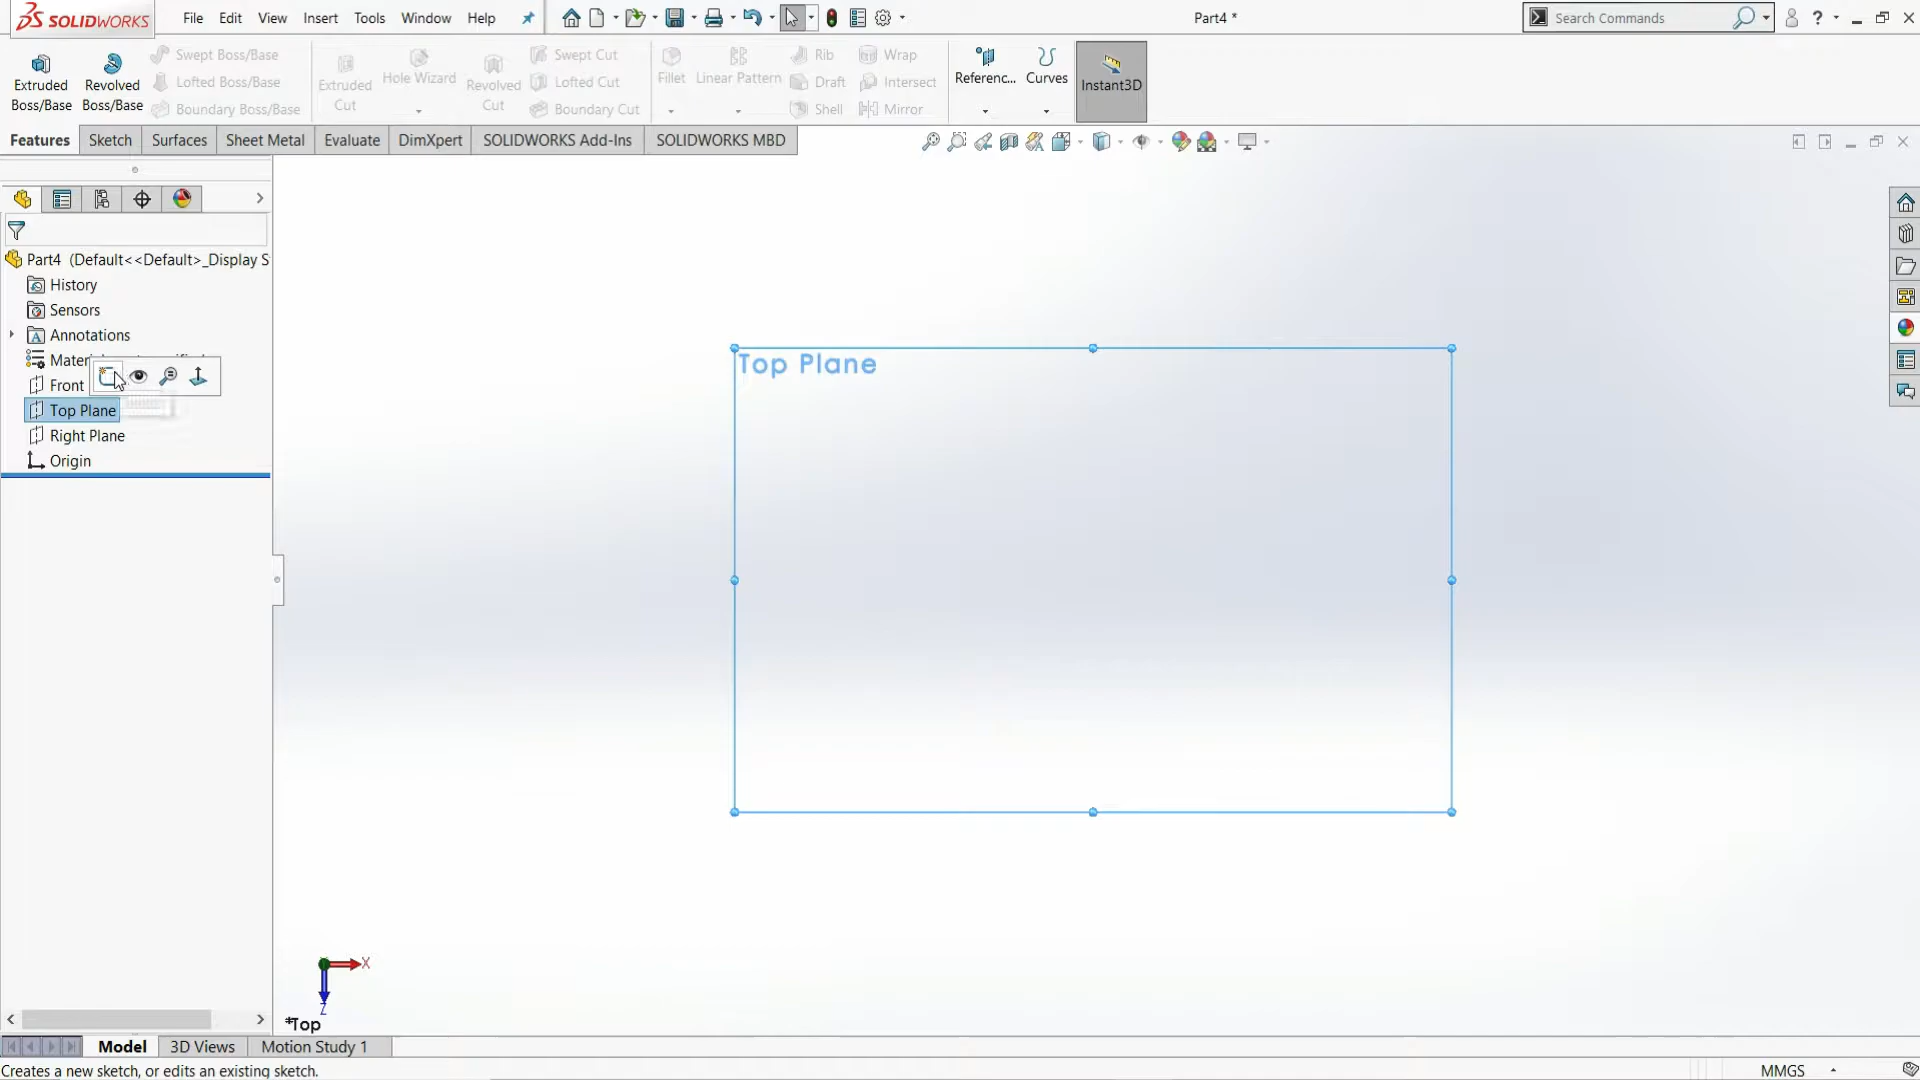 SOLIDWORKS File Edit View Insert Tools Window Help Part4 * Search Commands ?
Extruded Boss/Base
Revolved Boss/Base
Swept Boss/Base
Lofted Boss/Base
Boundary Boss/Base
Extruded Cut
Hole Wizard
Revolved Cut
Swept Cut
Lofted Cut
Boundary Cut
Fillet
Linear Pattern
Rib
Draft
Shell
Wrap
Intersect
Mirror
Referenc...
Curves
Instant3D
Features Sketch Surfaces Sheet Metal Evaluate DimXpert SOLIDWORKS Add-Ins SOLIDWORKS MBD
Part4 (Default<<Default>_Display S
History
Sensors
Annotations
Front
Top Plane
Right Plane
Origin
Top Plane
X
Z
*Top
Model 3D Views Motion Study 1
Creates a new sketch, or edits an existing sketch. MMGS